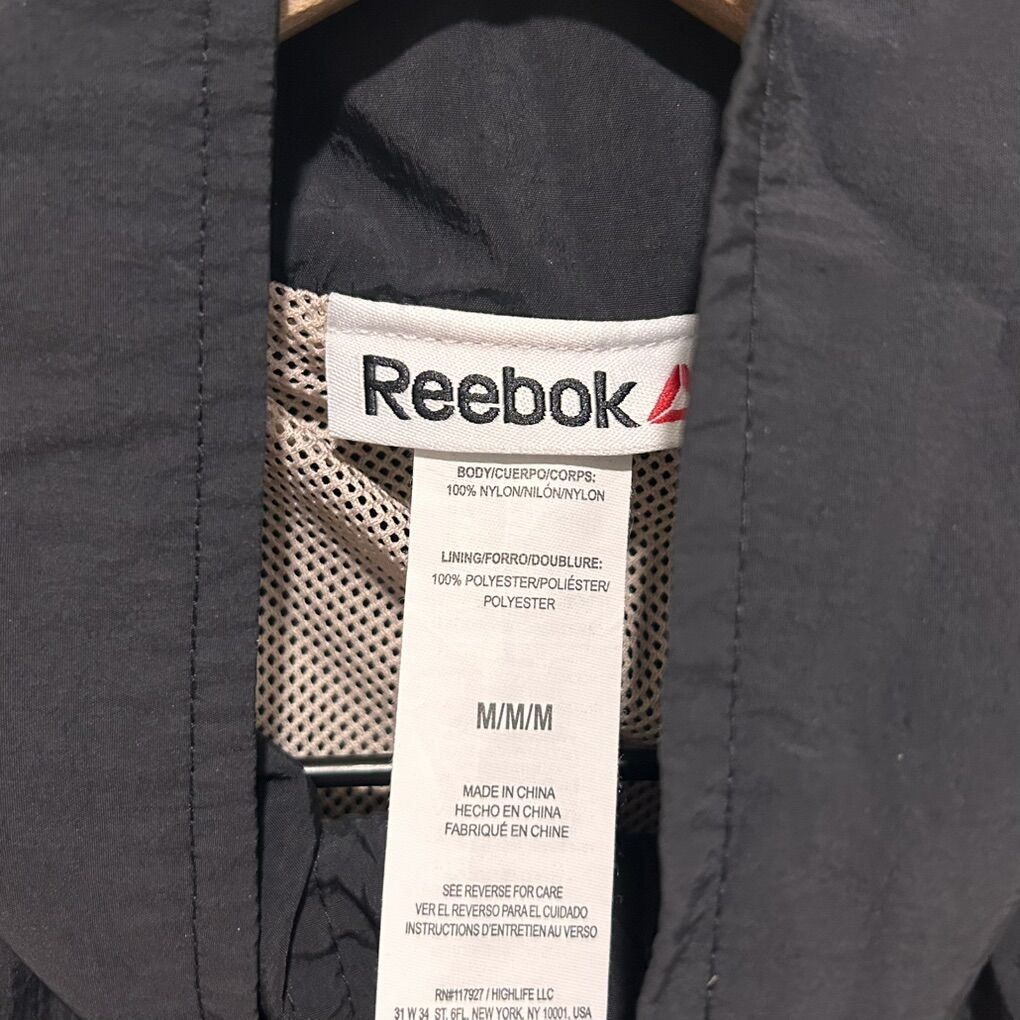 Reebok
BODY/CUERPO/CORPS:
100% NYLON/NILÓN/NYLON
LINING/FORRO/DOUBLURE:
100% POLYESTER/POLIÉSTER/
POLYESTER
M/M/M
MADE IN CHINA
HECHO EN CHINA
FABRIQUÉ EN CHINE
SEE REVERSE FOR CARE
VER EL REVERSO PARA EL CUIDADO
INSTRUCTIONS D'ENTRETIEN AU VERSO
RN#117927 / HIGHLIFE LLC
31 W 34 ST. 6FL. NEW YORK, NY 10001. USA